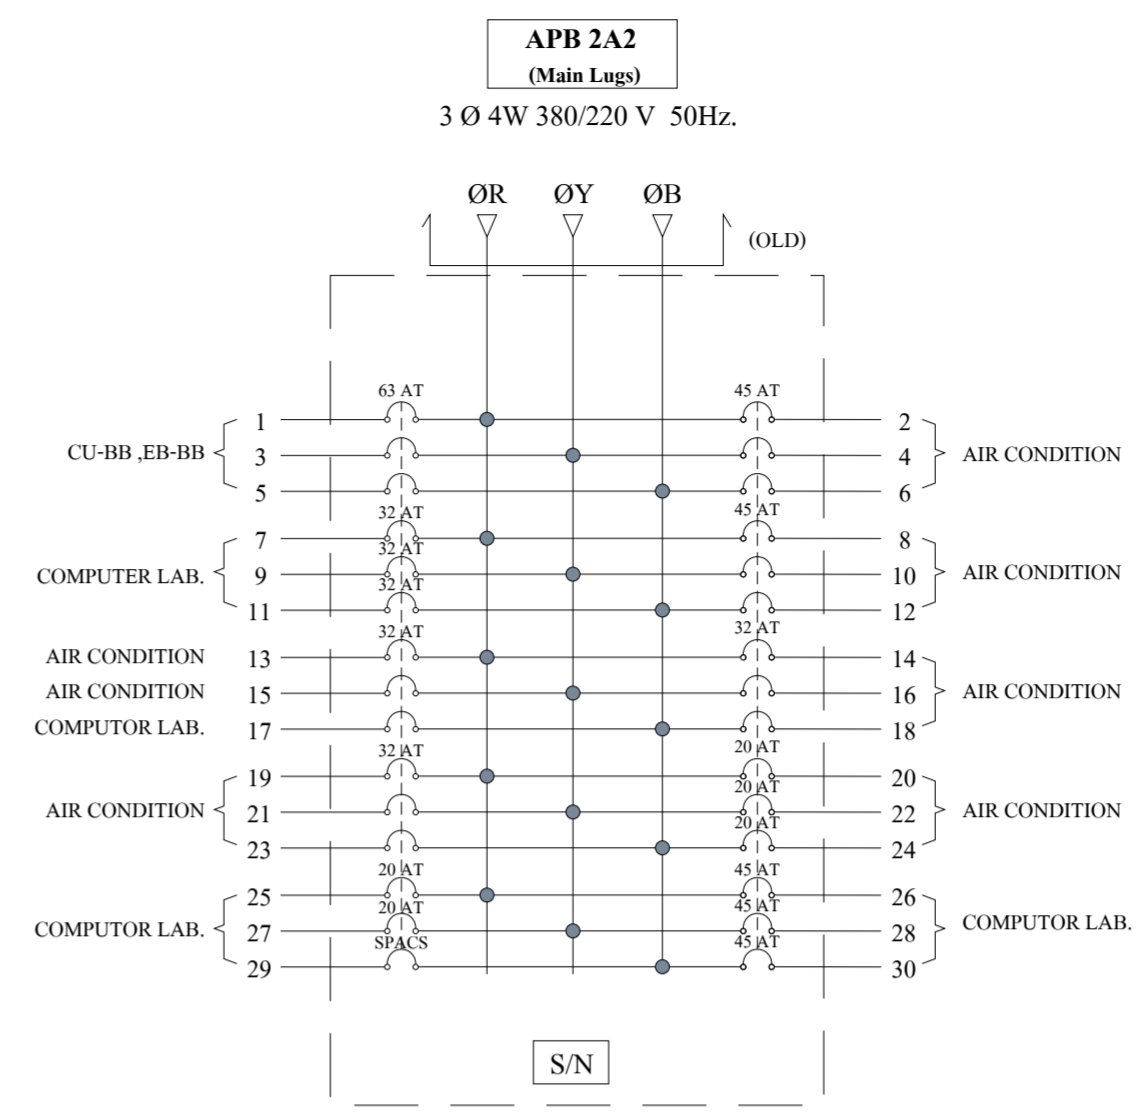 APB 2A2
(Main Lugs)
3 Ø 4W 380/220 V 50Hz.
ØR ØY ØB
(OLD)
63 AT 45 AT
1 2
CU-BB ,EB-BB 3 4 AIR CONDITION
5 6
32 AT 45 AT
7 8
32 AT
COMPUTER LAB. 9 10 AIR CONDITION
32 AT
11 12
32 AT 32 AT
AIR CONDITION 13 14
AIR CONDITION 15 16 AIR CONDITION
COMPUTOR LAB. 17 18
32 AT 20 AT
19 20
20 AT
AIR CONDITION 21 22 AIR CONDITION
20 AT
23 24
20 AT 45 AT
25 26
20 AT 45 AT
COMPUTOR LAB. 27 28 COMPUTOR LAB.
SPACS 45 AT
29 30
S/N